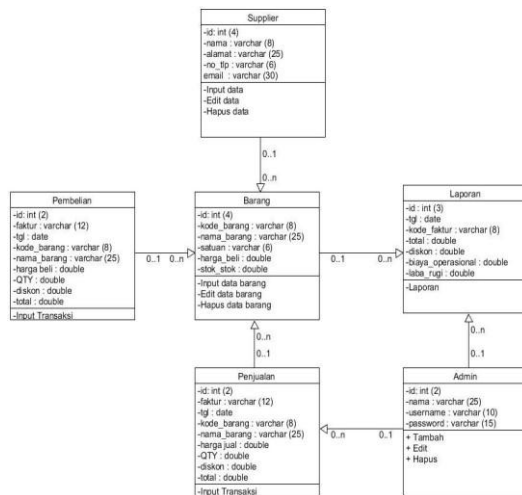 Supplier
-id: int (4)
-nama : varchar (8)
-alamat : varchar (25)
-no_tlp : varchar (6)
email : varchar (30)
-Input data
-Edit data
-Hapus data
0..1
0..n
Pembelian
-id: int (2)
-faktur : varchar (12)
-tgl : date
-kode_barang : varchar (8)
-nama_barang : varchar (25)
-harga beli : double
-QTY : double
-diskon : double
-total : double
-Input Transaksi
0..1 0..n
Barang
-id: int (4)
-kode_barang : varchar (8)
-nama_barang : varchar (25)
-satuan : varchar (6)
-harga_beli : double
-stok_stok : double
-Input data barang
-Edit data barang
-Hapus data barang
0..1 0..n
Laporan
-id : int (3)
-tgl : date
-kode_faktur : varchar (8)
-total : double
-diskon : double
-biaya_operasional : double
-laba_rugi : double
-Laporan
0..n
0..1
0..n
0..1
Penjualan
-id: int (2)
-faktur : varchar (12)
-tgl : date
-kode_barang : varchar (8)
-nama_barang : varchar (25)
-harga jual : double
-QTY : double
-diskon : double
-total : double
-Input Transaksi
0..n 0..1
Admin
-id: int (2)
-nama : varchar (25)
-username : varchar (10)
-password : varchar (15)
+ Tambah
+ Edit
+ Hapus